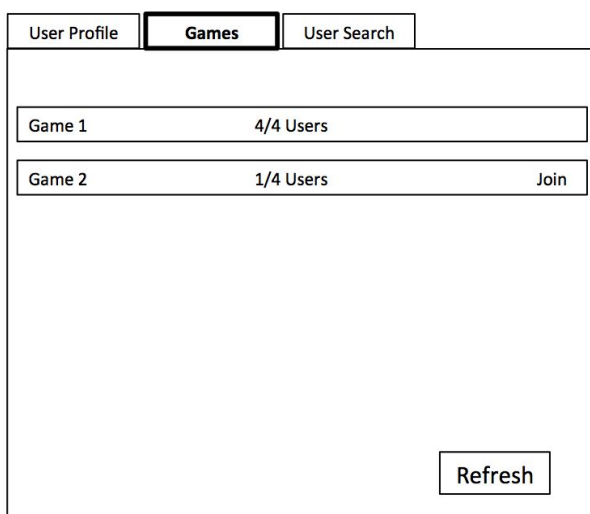 User Profile Games User Search
Game 1 4/4 Users
Game 2 1/4 Users Join
Refresh